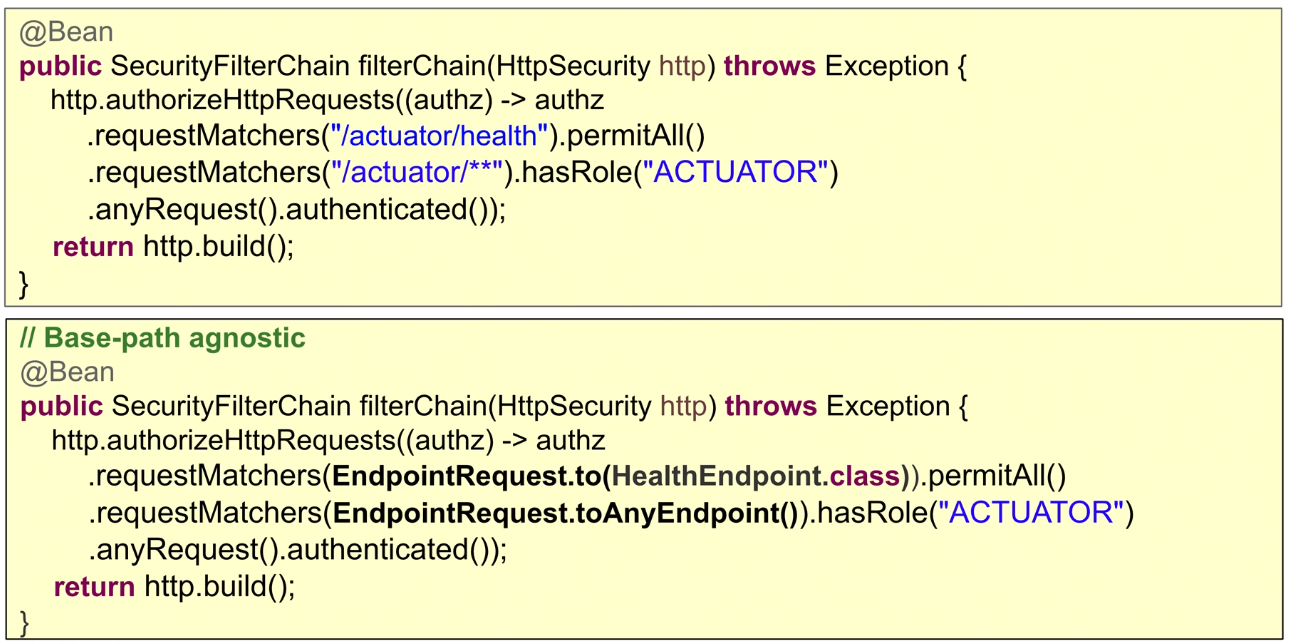 @Bean
public SecurityFilterChain filterChain(HttpSecurity http) throws Exception {
http.authorizeHttpRequests((authz) -> authz
.requestMatchers("/actuator/health").permitAll()
.requestMatchers("/actuator/**").hasRole("ACTUATOR")
.anyRequest().authenticated());
return http.build();
}
// Base-path agnostic
@Bean
public SecurityFilterChain filterChain(HttpSecurity http) throws Exception {
http.authorizeHttpRequests((authz) -> authz
.requestMatchers(EndpointRequest.to(HealthEndpoint.class)).permitAll()
.requestMatchers(EndpointRequest.toAnyEndpoint()).hasRole("ACTUATOR")
.anyRequest().authenticated());
return http.build();
}